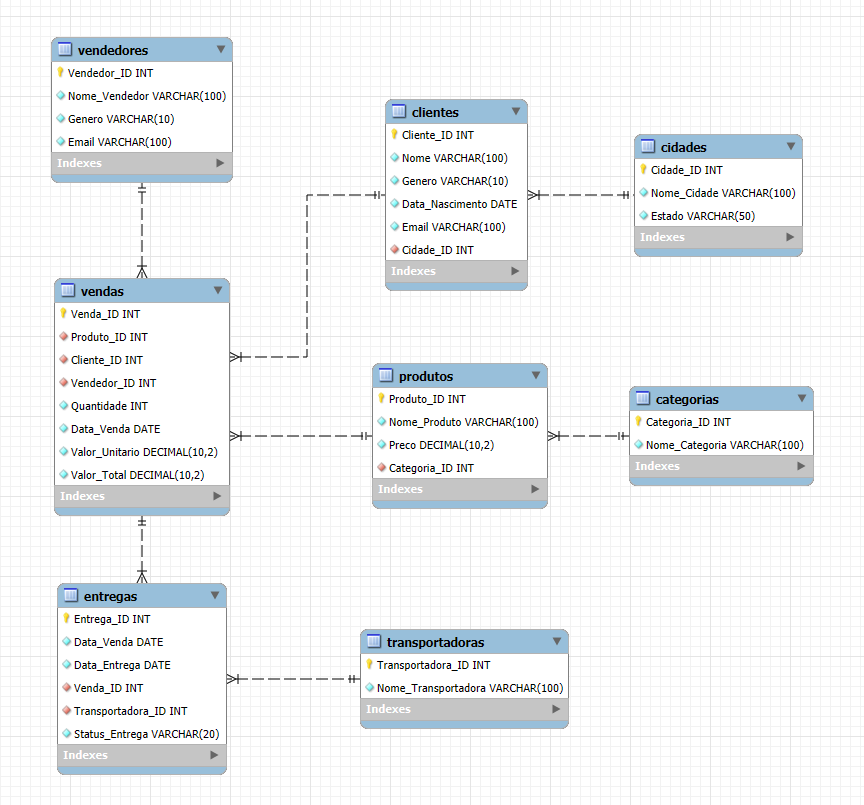 vendedores
Vendedor_ID INT
Nome_Vendedor VARCHAR(100)
Genero VARCHAR(10)
Email VARCHAR(100)
Indexes
clientes
Cliente_ID INT
Nome VARCHAR(100)
Genero VARCHAR(10)
Data_Nascimento DATE
Email VARCHAR(100)
Cidade_ID INT
Indexes
cidades
Cidade_ID INT
Nome_Cidade VARCHAR(100)
Estado VARCHAR(50)
Indexes
vendas
Venda_ID INT
Produto_ID INT
Cliente_ID INT
Vendedor_ID INT
Quantidade INT
Data_Venda DATE
Valor_Unitario DECIMAL(10,2)
Valor_Total DECIMAL(10,2)
Indexes
produtos
Produto_ID INT
Nome_Produto VARCHAR(100)
Preco DECIMAL(10,2)
Categoria_ID INT
Indexes
categorias
Categoria_ID INT
Nome_Categoria VARCHAR(100)
Indexes
entregas
Entrega_ID INT
Data_Venda DATE
Data_Entrega DATE
Venda_ID INT
Transportadora_ID INT
Status_Entrega VARCHAR(20)
Indexes
transportadoras
Transportadora_ID INT
Nome_Transportadora VARCHAR(100)
Indexes